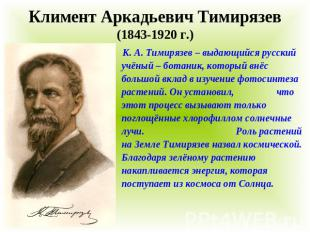 Климент Аркадьевич Тимирязев
(1843-1920 г.)
К. А. Тимирязев – выдающийся русский
учёный – ботаник, который внёс
большой вклад в изучение фотосинтеза
растений. Он установил, что
этот процесс вызывают только
поглощённые хлорофиллом солнечные
лучи. Роль растений
на Земле Тимирязев назвал космической.
Благодаря зелёному растению
накапливается энергия, которая
поступает из космоса от Солнца.